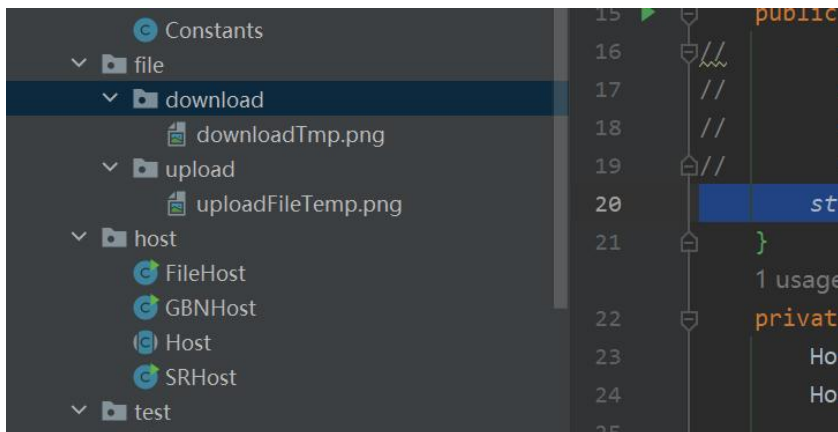 Constants
file
download
downloadTmp.png
upload
uploadFileTemp.png
host
FileHost
GBNHost
Host
SRHost
test
15 public
16 //
17 //
18 //
19 //
20 st
21 }
1 usage
22 privat
23 Ho
24 Ho
25